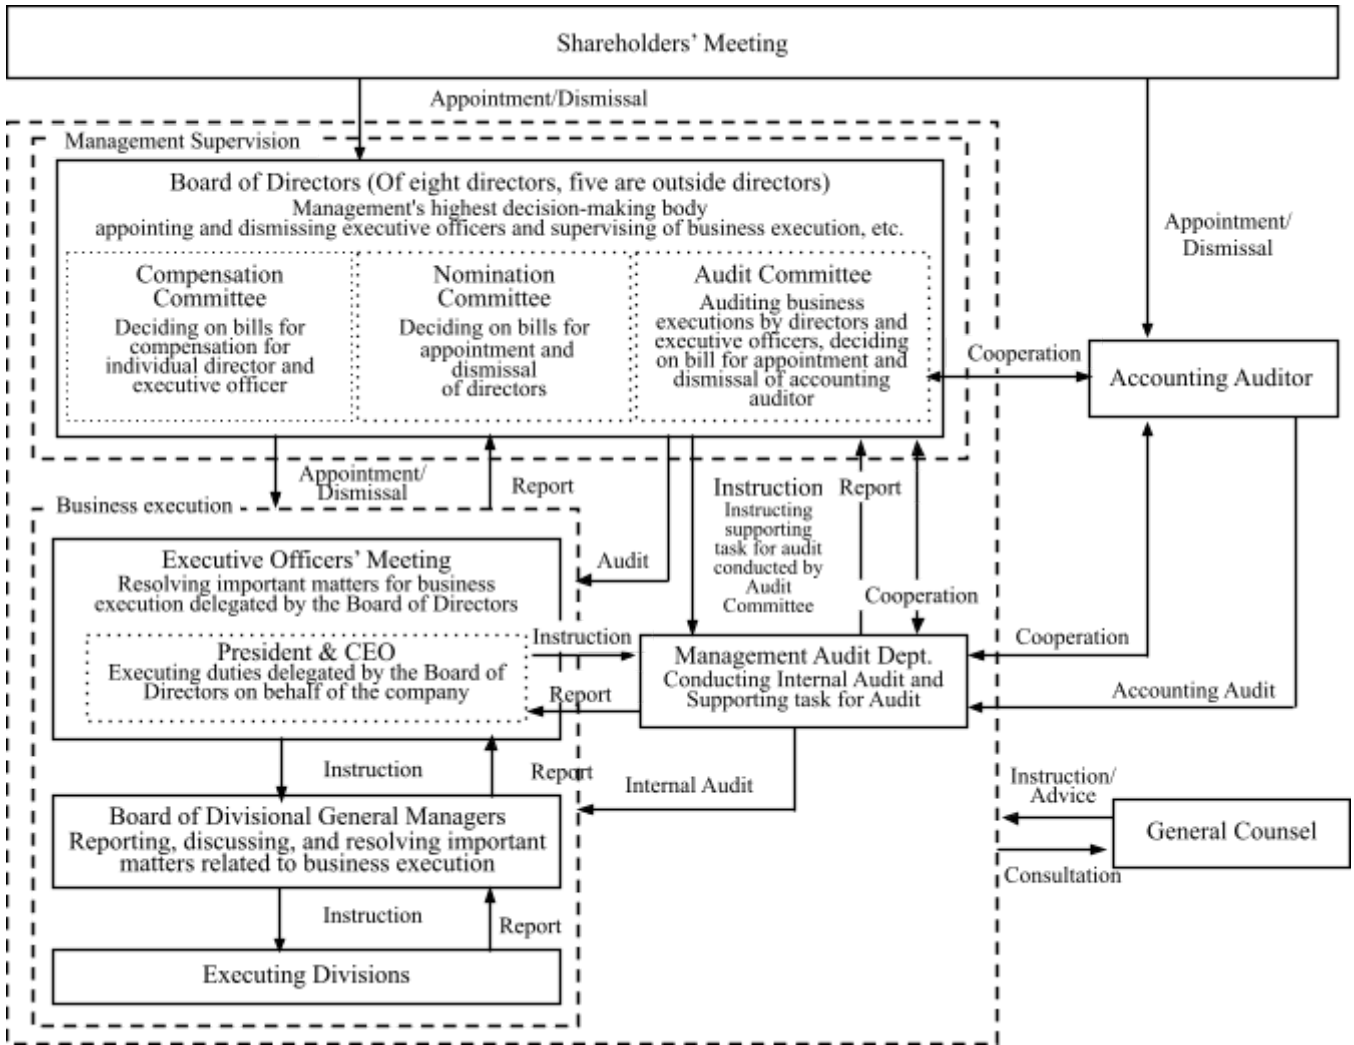 Shareholders’ Meeting
Appointment/Dismissal
Management Supervision
Board of Directors (Of eight directors, five are outside directors)
Management's highest decision-making body
appointing and dismissing executive officers and supervising of business execution, etc.
Compensation
Committee
Deciding on bills for
compensation for
individual director and
executive officer
Nomination
Committee
Deciding on bills for
appointment and
dismissal
of directors
Audit Committee
Auditing business
executions by directors and
executive officers, deciding
on bill for appointment and
dismissal of accounting
auditor
Appointment/
Dismissal
Cooperation
Accounting Auditor
Appointment/
Dismissal
Report
Instruction
Instructing
supporting
task for audit
conducted by
Audit
Committee
Report
Business execution
Executive Officers’ Meeting
Resolving important matters for business
execution delegated by the Board of Directors
Audit
Cooperation
President & CEO
Executing duties delegated by the Board of
Directors on behalf of the company
Instruction
Report
Management Audit Dept.
Conducting Internal Audit and
Supporting task for Audit
Cooperation
Accounting Audit
Instruction
Report
Internal Audit
Board of Divisional General Managers
Reporting, discussing, and resolving important
matters related to business execution
Instruction/
Advice
General Counsel
Consultation
Instruction
Report
Executing Divisions